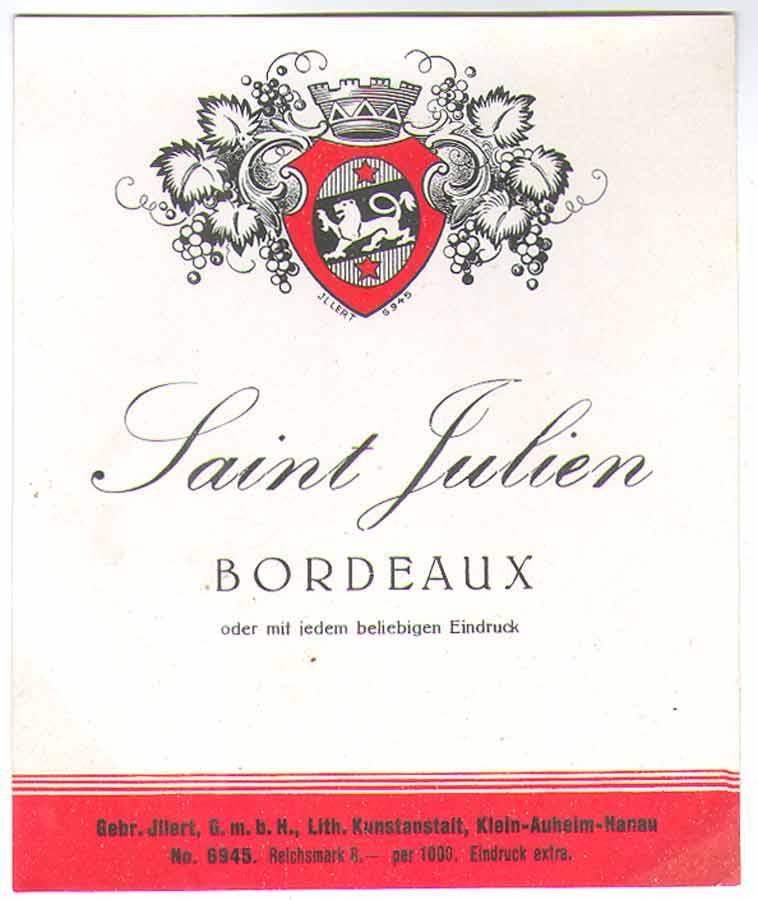 JLLERT 6945
Saint Julien
BORDEAUX
oder mit jedem beliebigen Eindruck
Gebr. Jllert, G. m. b. H., Lith. Kunstanstalt, Klein-Auheim-Hanau
No. 6945. Reichsmark 8.— per 1000. Eindruck extra.